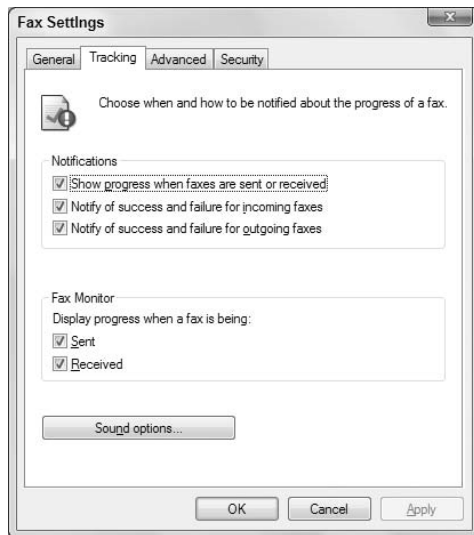 Fax Settings
General Tracking Advanced Security
Choose when and how to be notified about the progress of a fax.
Notifications
Show progress when faxes are sent or received
Notify of success and failure for incoming faxes
Notify of success and failure for outgoing faxes
Fax Monitor
Display progress when a fax is being:
Sent
Received
Sound options...
OK Cancel Apply